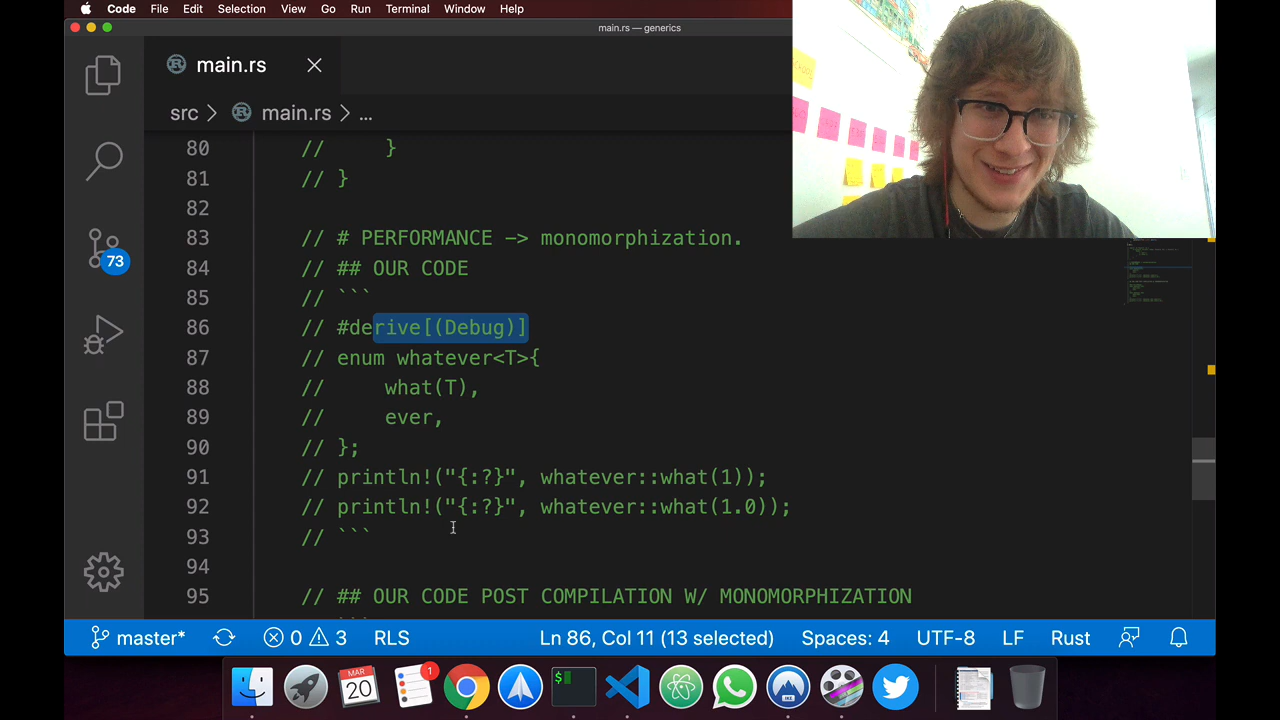 Code File Edit Selection View Go Run Terminal Window Help
main.rs — generics
main.rs
src > main.rs > ...
80 // }
81 // }
82
83 // # PERFORMANCE -> monomorphization.
84 // ## OUR CODE
85 // ```
86 // #derive[(Debug)]
87 // enum whatever<T>{
88 // what(T),
89 // ever,
90 // };
91 // println!("{:?}", whatever::what(1));
92 // println!("{:?}", whatever::what(1.0));
93 // ```
94
95 // ## OUR CODE POST COMPILATION W/ MONOMORPHIZATION
73
master* 0 3 RLS Ln 86, Col 11 (13 selected) Spaces: 4 UTF-8 LF Rust
MAR
20
1
$